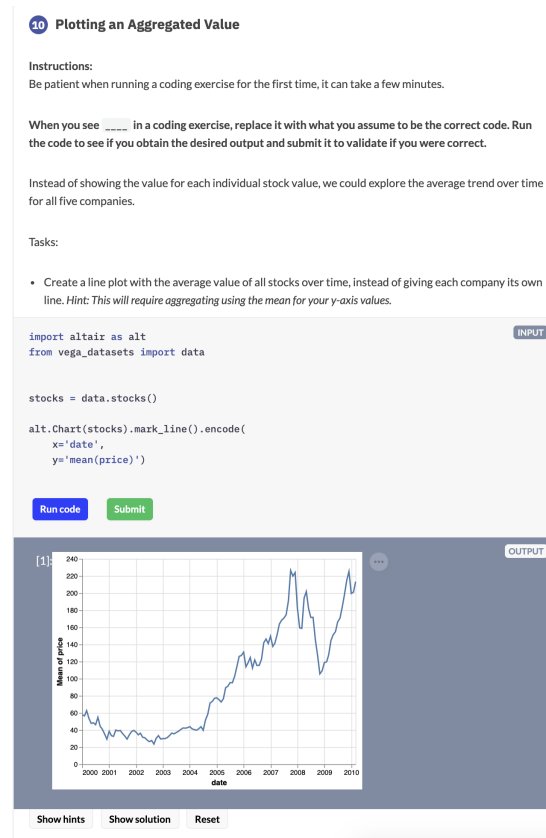 10 Plotting an Aggregated Value
Instructions:
Be patient when running a coding exercise for the first time, it can take a few minutes.
When you see ____ in a coding exercise, replace it with what you assume to be the correct code. Run
the code to see if you obtain the desired output and submit it to validate if you were correct.
Instead of showing the value for each individual stock value, we could explore the average trend over time
for all five companies.
Tasks:
• Create a line plot with the average value of all stocks over time, instead of giving each company its own
line. Hint: This will require aggregating using the mean for your y-axis values.
INPUT
import altair as alt
from vega_datasets import data
stocks = data.stocks()
alt.Chart(stocks).mark_line().encode(
    x='date',
    y='mean(price)')
Run code Submit
OUTPUT
[1]:
240
220
200
180
160
140
120
100
80
60
40
20
0
Mean of price
2000 2001 2002 2003 2004 2005 2006 2007 2008 2009 2010
date
Show hints Show solution Reset